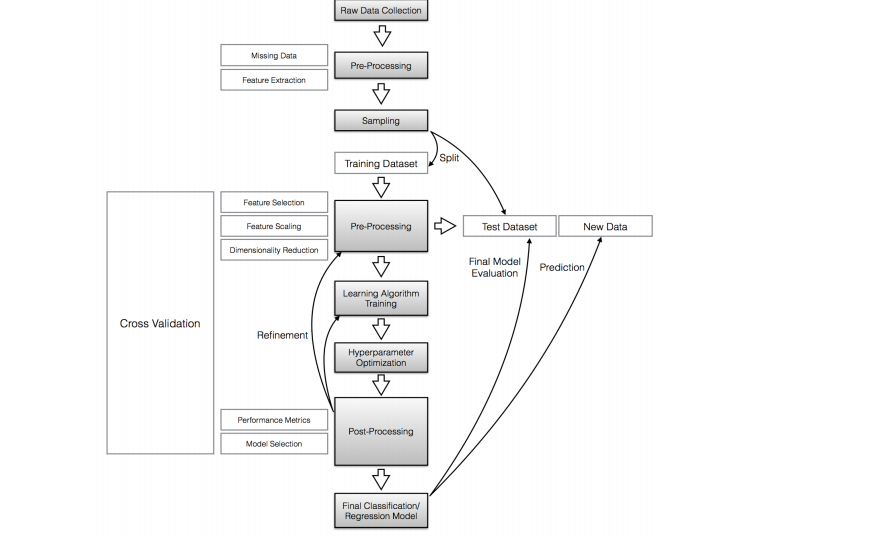 Raw Data Collection
Missing Data
Pre-Processing
Feature Extraction
Sampling
Split
Training Dataset
Feature Selection
Feature Scaling
Pre-Processing
Test Dataset
New Data
Dimensionality Reduction
Final Model
Evaluation
Prediction
Learning Algorithm
Training
Cross Validation
Refinement
Hyperparameter
Optimization
Performance Metrics
Post-Processing
Model Selection
Final Classification/
Regression Model